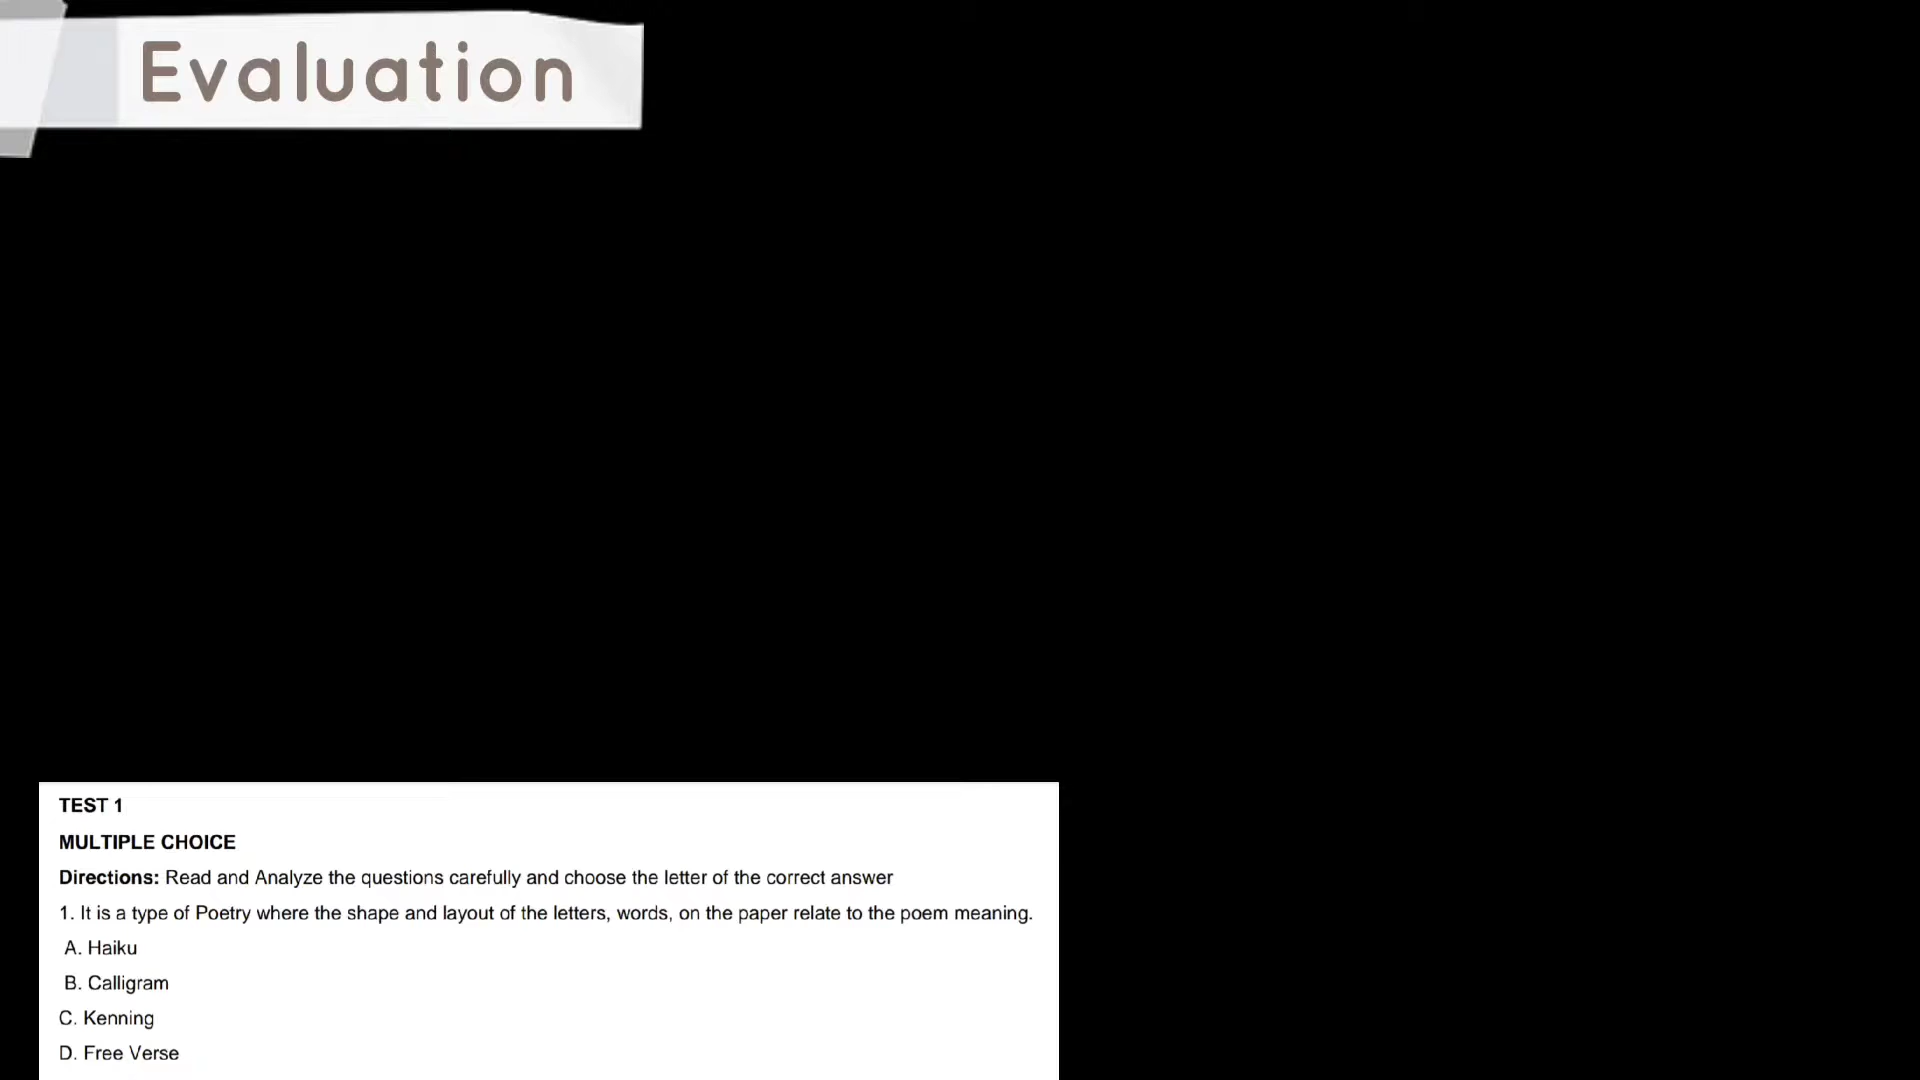 Evaluation
TEST 1
MULTIPLE CHOICE
Directions: Read and Analyze the questions carefully and choose the letter of the correct answer
1. It is a type of Poetry where the shape and layout of the letters, words, on the paper relate to the poem meaning.
A. Haiku
B. Calligram
C. Kenning
D. Free Verse